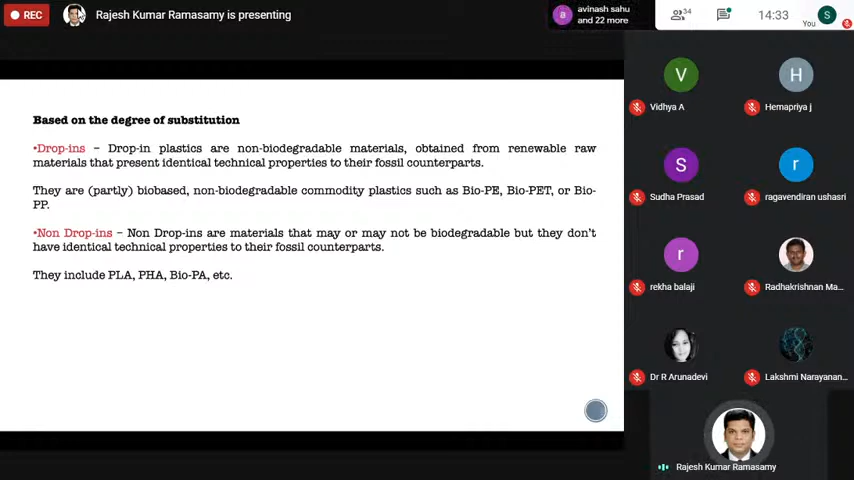 REC
Rajesh Kumar Ramasamy is presenting
a
avinash sahu
and 22 more
34
14:33
You
S
Based on the degree of substitution
•Drop-ins – Drop-in plastics are non-biodegradable materials, obtained from renewable raw
materials that present identical technical properties to their fossil counterparts.
They are (partly) biobased, non-biodegradable commodity plastics such as Bio-PE, Bio-PET, or Bio-
PP.
•Non Drop-ins – Non Drop-ins are materials that may or may not be biodegradable but they don't
have identical technical properties to their fossil counterparts.
They include PLA, PHA, Bio-PA, etc.
V
Vidhya A
H
Hemapriya j
S
Sudha Prasad
r
ragavendiran ushasri
r
rekha balaji
Radhakrishnan Ma...
Dr R Arunadevi
Lakshmi Narayanan...
Rajesh Kumar Ramasamy